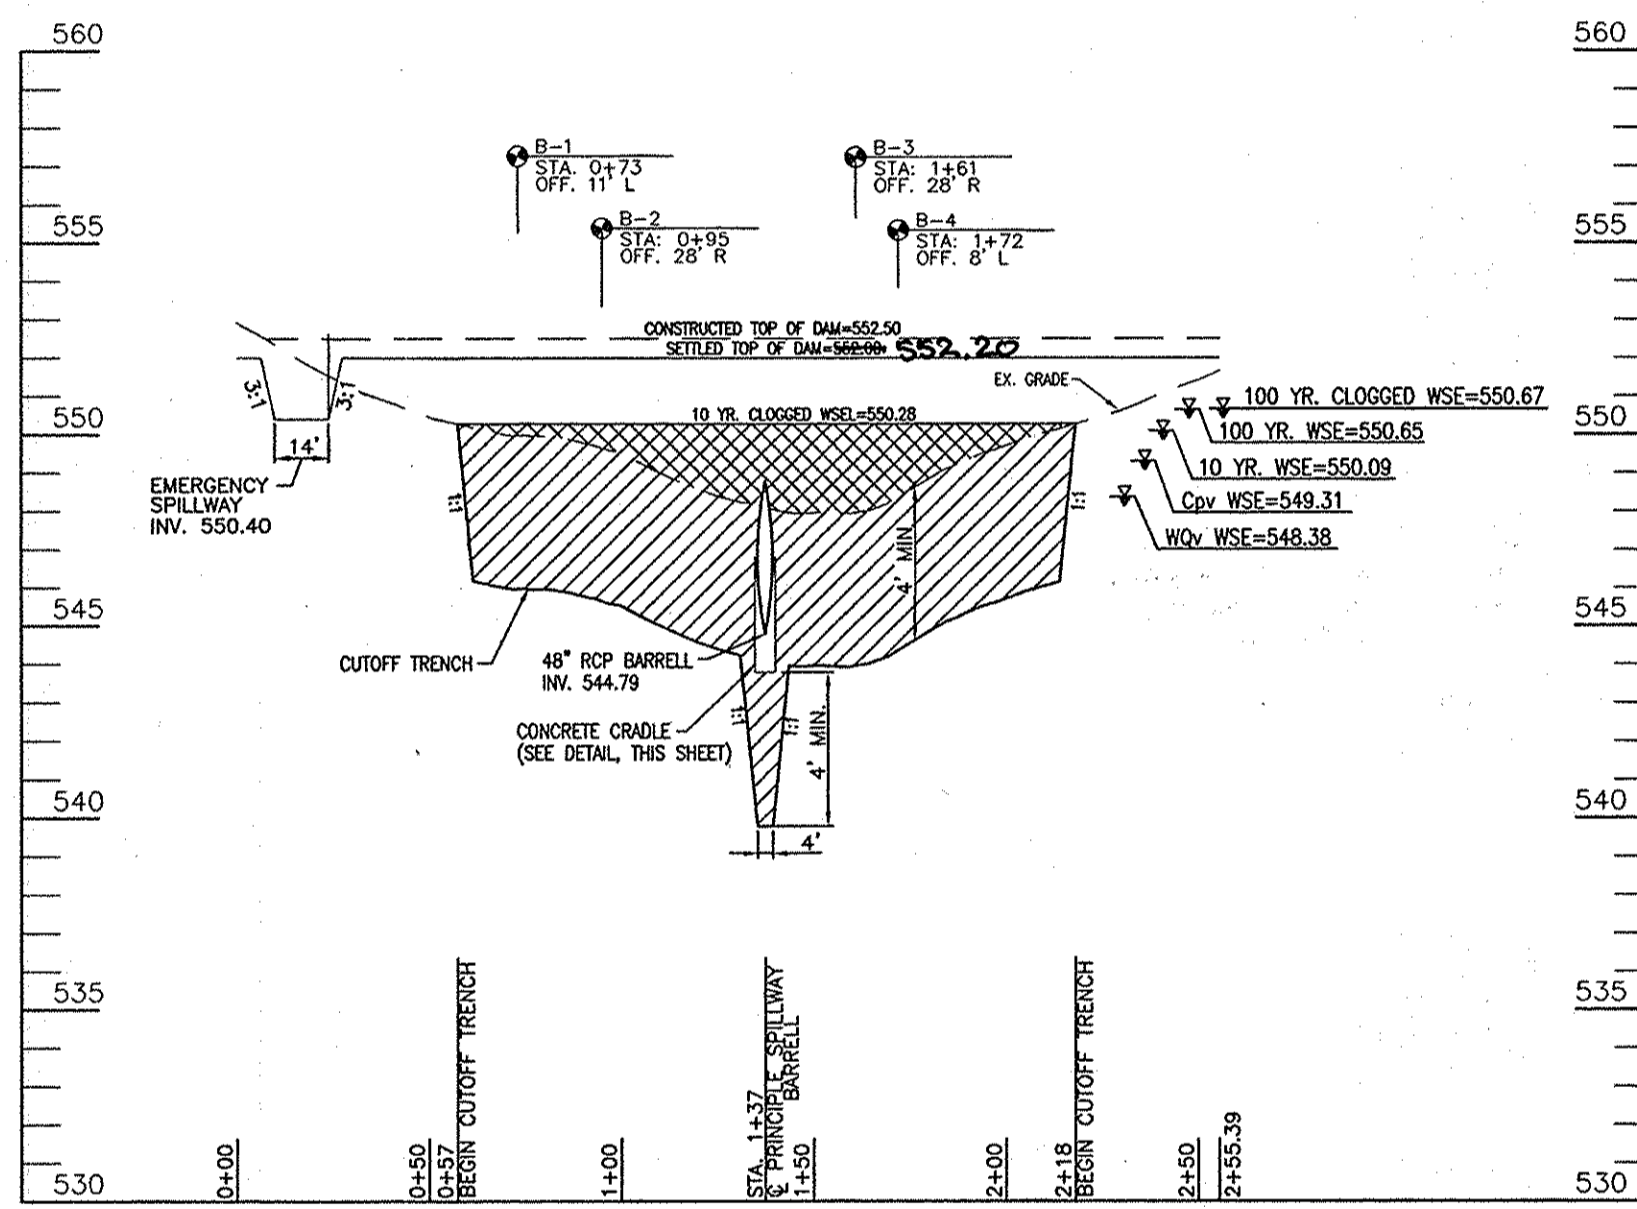 560
560
B-1
STA. 0+73
OFF. 11' L
B-3
STA: 1+61
OFF. 28' R
B-2
STA: 0+95
OFF. 28' R
B-4
STA: 1+72
OFF. 8' L
555
555
CONSTRUCTED TOP OF DAM=552.50
SETTLED TOP OF DAM=552.00 552.20
EX. GRADE
3:1
3:1
10 YR. CLOGGED WSEL=550.28
100 YR. CLOGGED WSE=550.67
550
550
100 YR. WSE=550.65
14'
10 YR. WSE=550.09
EMERGENCY
SPILLWAY
INV. 550.40
1:1
1:1
Cpv WSE=549.31
WQv WSE=548.38
4' MIN.
545
545
CUTOFF TRENCH
48" RCP BARRELL
INV. 544.79
CONCRETE CRADLE
(SEE DETAIL, THIS SHEET)
1:1
1:1
4' MIN.
540
540
4'
535
535
0+00
0+50
0+57
BEGIN CUTOFF TRENCH
1+00
STA. 1+37
℄ PRINCIPLE SPILLWAY
BARRELL
1+50
2+00
2+18
BEGIN CUTOFF TRENCH
2+50
2+55.39
530
530